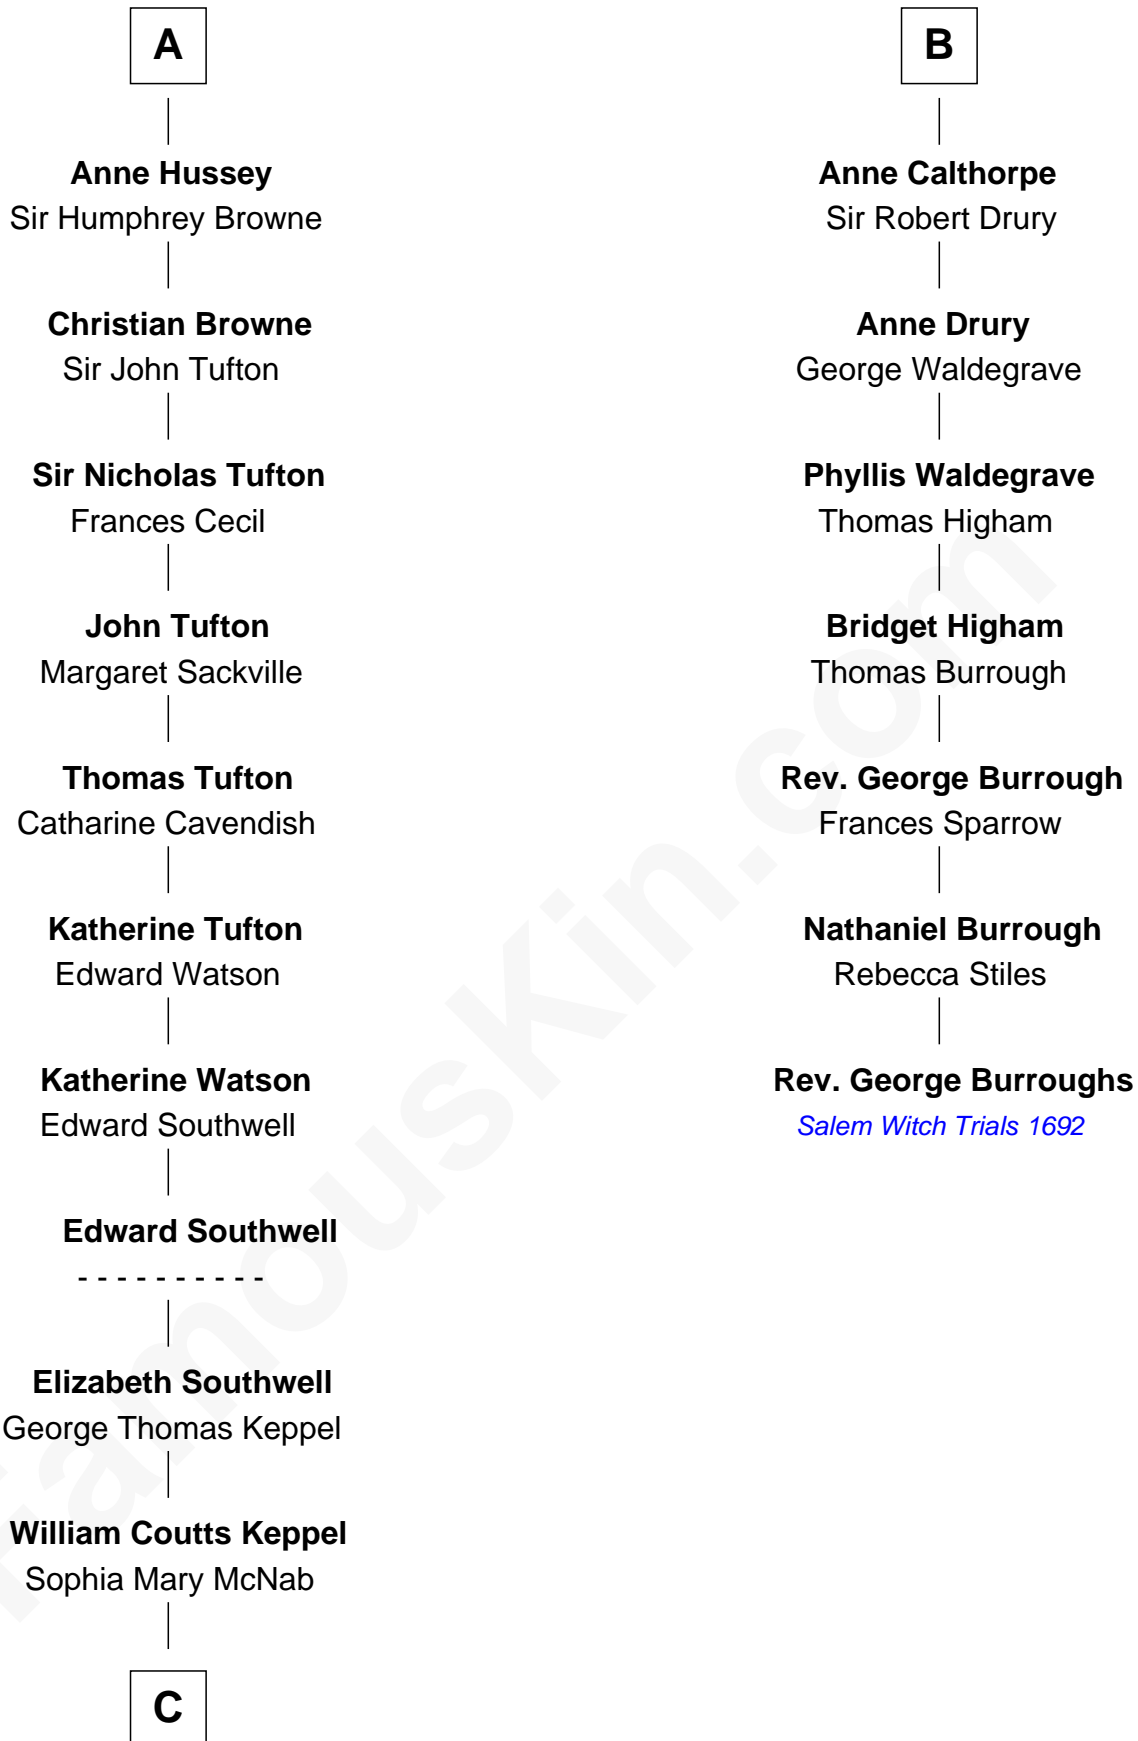 A
Anne Hussey
Sir Humphrey Browne
Christian Browne
Sir John Tufton
Sir Nicholas Tufton
Frances Cecil
John Tufton
Margaret Sackville
Thomas Tufton
Catharine Cavendish
Katherine Tufton
Edward Watson
Katherine Watson
Edward Southwell
Edward Southwell
- - - - - - - - - -
Elizabeth Southwell
George Thomas Keppel
William Coutts Keppel
Sophia Mary McNab
C
B
Anne Calthorpe
Sir Robert Drury
Anne Drury
George Waldegrave
Phyllis Waldegrave
Thomas Higham
Bridget Higham
Thomas Burrough
Rev. George Burrough
Frances Sparrow
Nathaniel Burrough
Rebecca Stiles
Rev. George Burroughs
Salem Witch Trials 1692
FamousKin.com